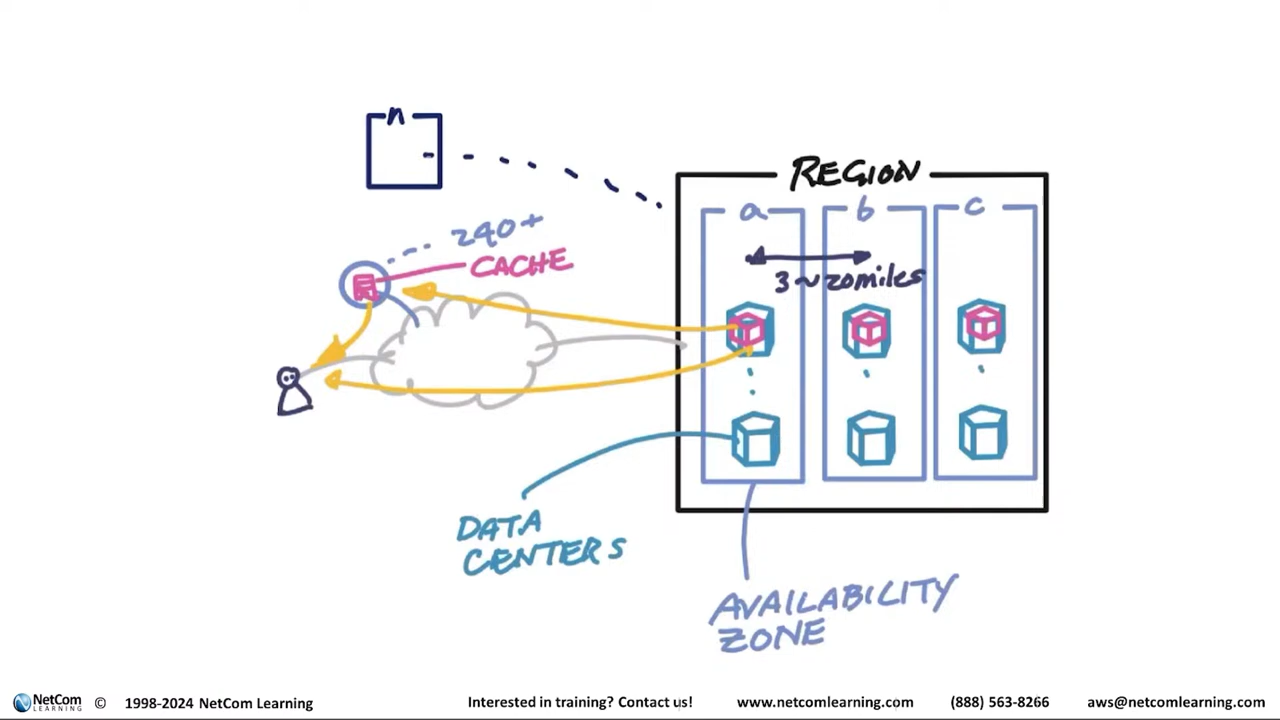 n
REGION
a b c
240+
CACHE
3~20miles
DATA
CENTERS
AVAILABILITY
ZONE
NetCom
LEARNING
© 1998-2024 NetCom Learning
Interested in training? Contact us!
www.netcomlearning.com
(888) 563-8266
aws@netcomlearning.com